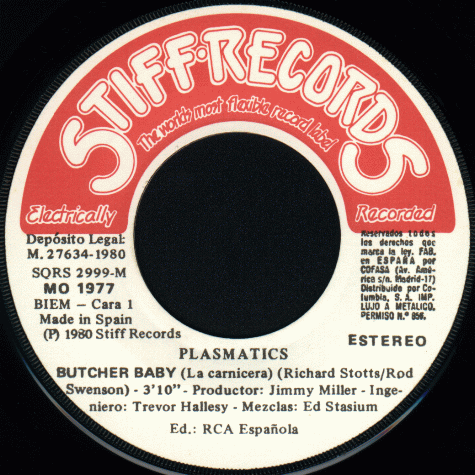 STIFF·RECORDS
The worlds most flexible record label
Electrically
Recorded
Depósito Legal:
M. 27634-1980
SQRS 2999-M
MO 1977
BIEM - Cara 1
Made in Spain
(P) 1980 Stiff Records
Reservados todos
los derechos que
marca la ley. FAB.
en ESPAÑA por
COFASA (Av. Amé-
rica s/n. Madrid-17)
Distribuido por Co-
lumbia, S. A. IMP.
LUJO A METALICO.
PERMISO N.º 856.
ESTEREO
PLASMATICS
BUTCHER BABY (La carnicera) (Richard Stotts/Rod
Swenson) - 3'10" - Productor: Jimmy Miller - Inge-
niero: Trevor Hallesy - Mezclas: Ed Stasium
Ed.: RCA Española